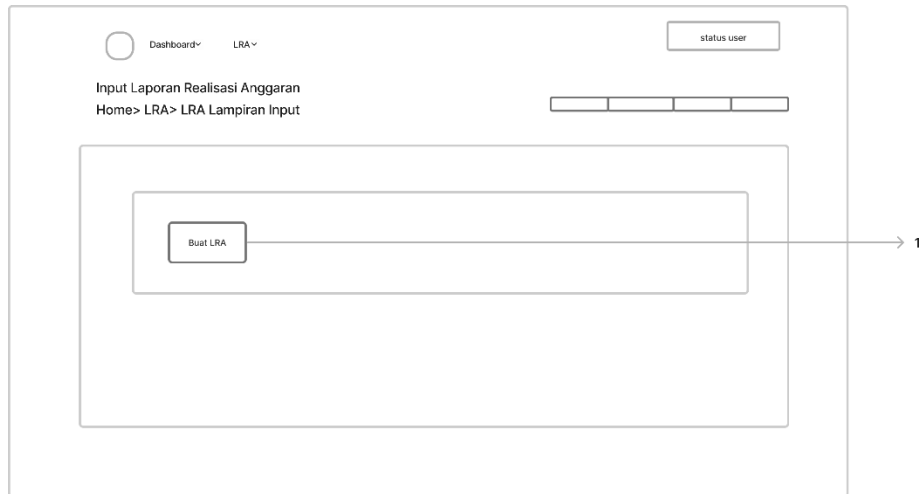 Dashboard LRA status user
Input Laporan Realisasi Anggaran
Home> LRA> LRA Lampiran Input
Buat LRA
1